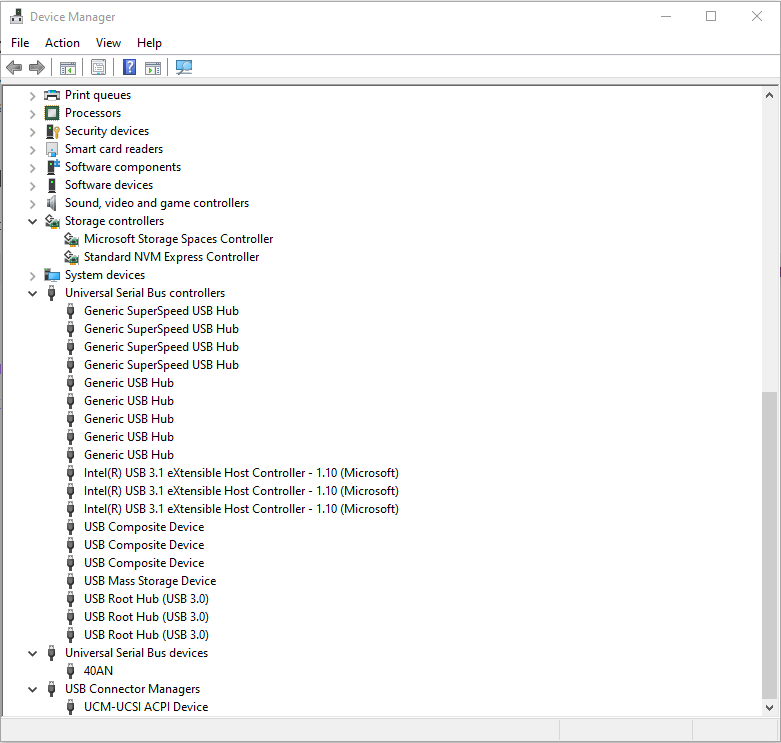 Device Manager
File Action View Help
Print queues
Processors
Security devices
Smart card readers
Software components
Software devices
Sound, video and game controllers
Storage controllers
Microsoft Storage Spaces Controller
Standard NVM Express Controller
System devices
Universal Serial Bus controllers
Generic SuperSpeed USB Hub
Generic SuperSpeed USB Hub
Generic SuperSpeed USB Hub
Generic SuperSpeed USB Hub
Generic USB Hub
Generic USB Hub
Generic USB Hub
Generic USB Hub
Generic USB Hub
Intel(R) USB 3.1 eXtensible Host Controller - 1.10 (Microsoft)
Intel(R) USB 3.1 eXtensible Host Controller - 1.10 (Microsoft)
Intel(R) USB 3.1 eXtensible Host Controller - 1.10 (Microsoft)
USB Composite Device
USB Composite Device
USB Composite Device
USB Mass Storage Device
USB Root Hub (USB 3.0)
USB Root Hub (USB 3.0)
USB Root Hub (USB 3.0)
Universal Serial Bus devices
40AN
USB Connector Managers
UCM-UCSI ACPI Device